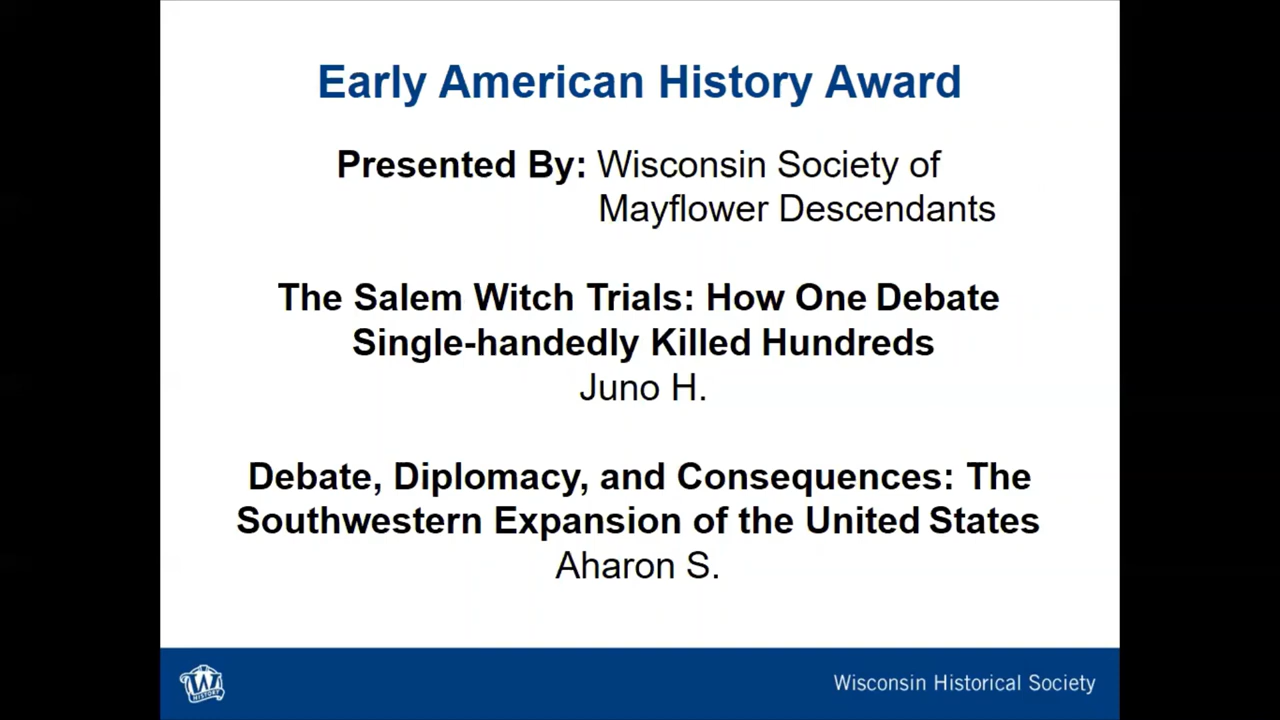 Early American History Award
Presented By: Wisconsin Society of
Mayflower Descendants
The Salem Witch Trials: How One Debate
Single-handedly Killed Hundreds
Juno H.
Debate, Diplomacy, and Consequences: The
Southwestern Expansion of the United States
Aharon S.
W
HISTORY
Wisconsin Historical Society